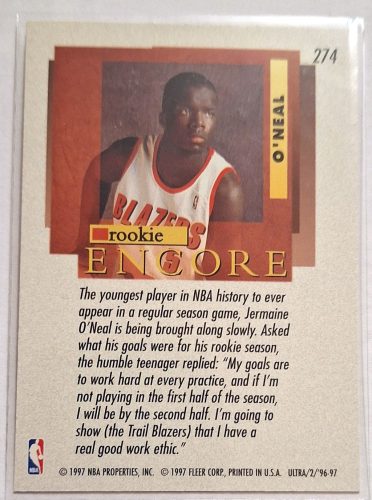 274
O'NEAL
BLAZERS
5
rookie
ENCORE
The youngest player in NBA history to ever
appear in a regular season game, Jermaine
O'Neal is being brought along slowly. Asked
what his goals were for his rookie season,
the humble teenager replied: "My goals are
to work hard at every practice, and if I'm
not playing in the first half of the season,
I will be by the second half. I'm going to
show (the Trail Blazers) that I have a
real good work ethic."
NBA
© 1997 NBA PROPERTIES, INC. © 1997 FLEER CORP., PRINTED IN U.S.A. ULTRA/2/'96-97